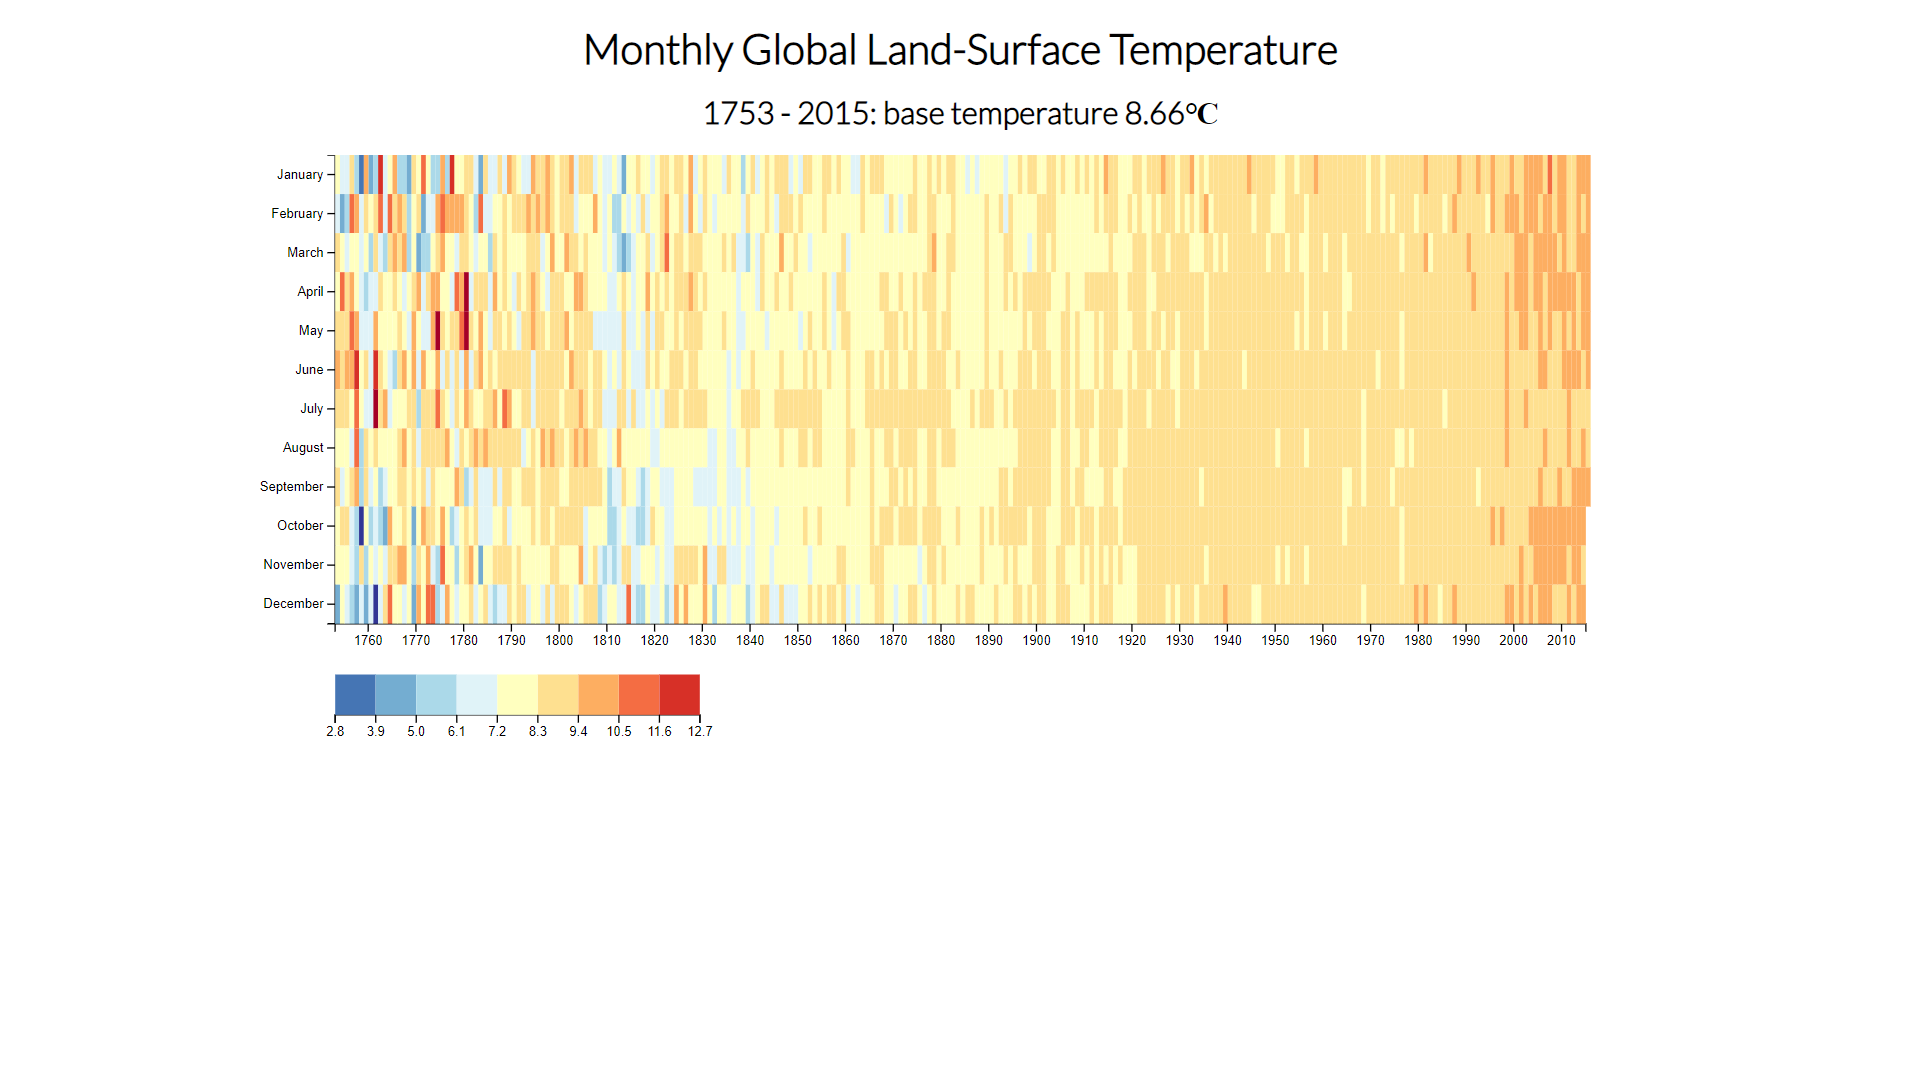 Monthly Global Land-Surface Temperature
1753 - 2015: base temperature 8.66℃
January
February
March
April
May
June
July
August
September
October
November
December
1760 1770 1780 1790 1800 1810 1820 1830 1840 1850 1860 1870 1880 1890 1900 1910 1920 1930 1940 1950 1960 1970 1980 1990 2000 2010
2.8 3.9 5.0 6.1 7.2 8.3 9.4 10.5 11.6 12.7